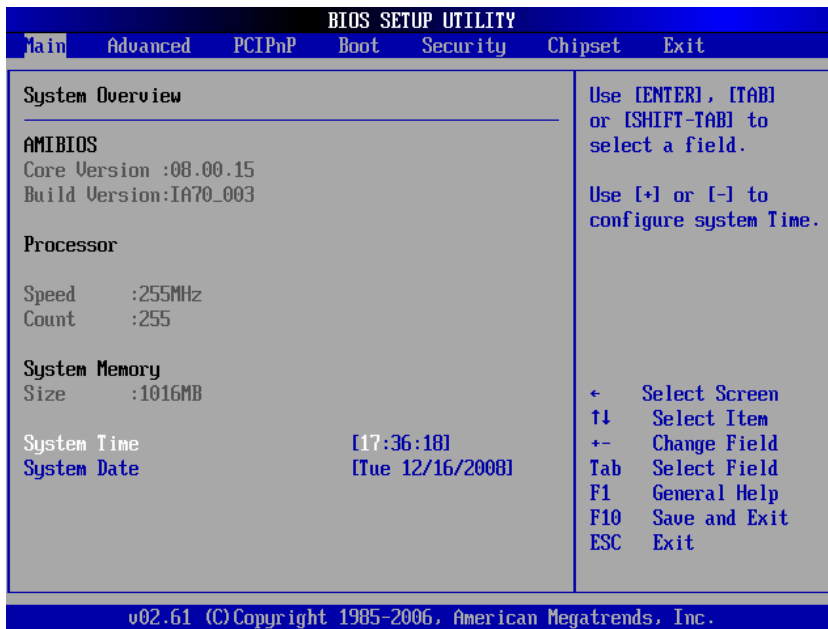 BIOS SETUP UTILITY
Main Advanced PCIPnP Boot Security Chipset Exit
System Overview
AMIBIOS
Core Version :08.00.15
Build Version:IA70_003
Processor
Speed :255MHz
Count :255
System Memory
Size :1016MB
System Time [17:36:18]
System Date [Tue 12/16/2008]
Use [ENTER], [TAB]
or [SHIFT-TAB] to
select a field.
Use [+] or [-] to
configure system Time.
← Select Screen
↑↓ Select Item
+- Change Field
Tab Select Field
F1 General Help
F10 Save and Exit
ESC Exit
v02.61 (C)Copyright 1985-2006, American Megatrends, Inc.